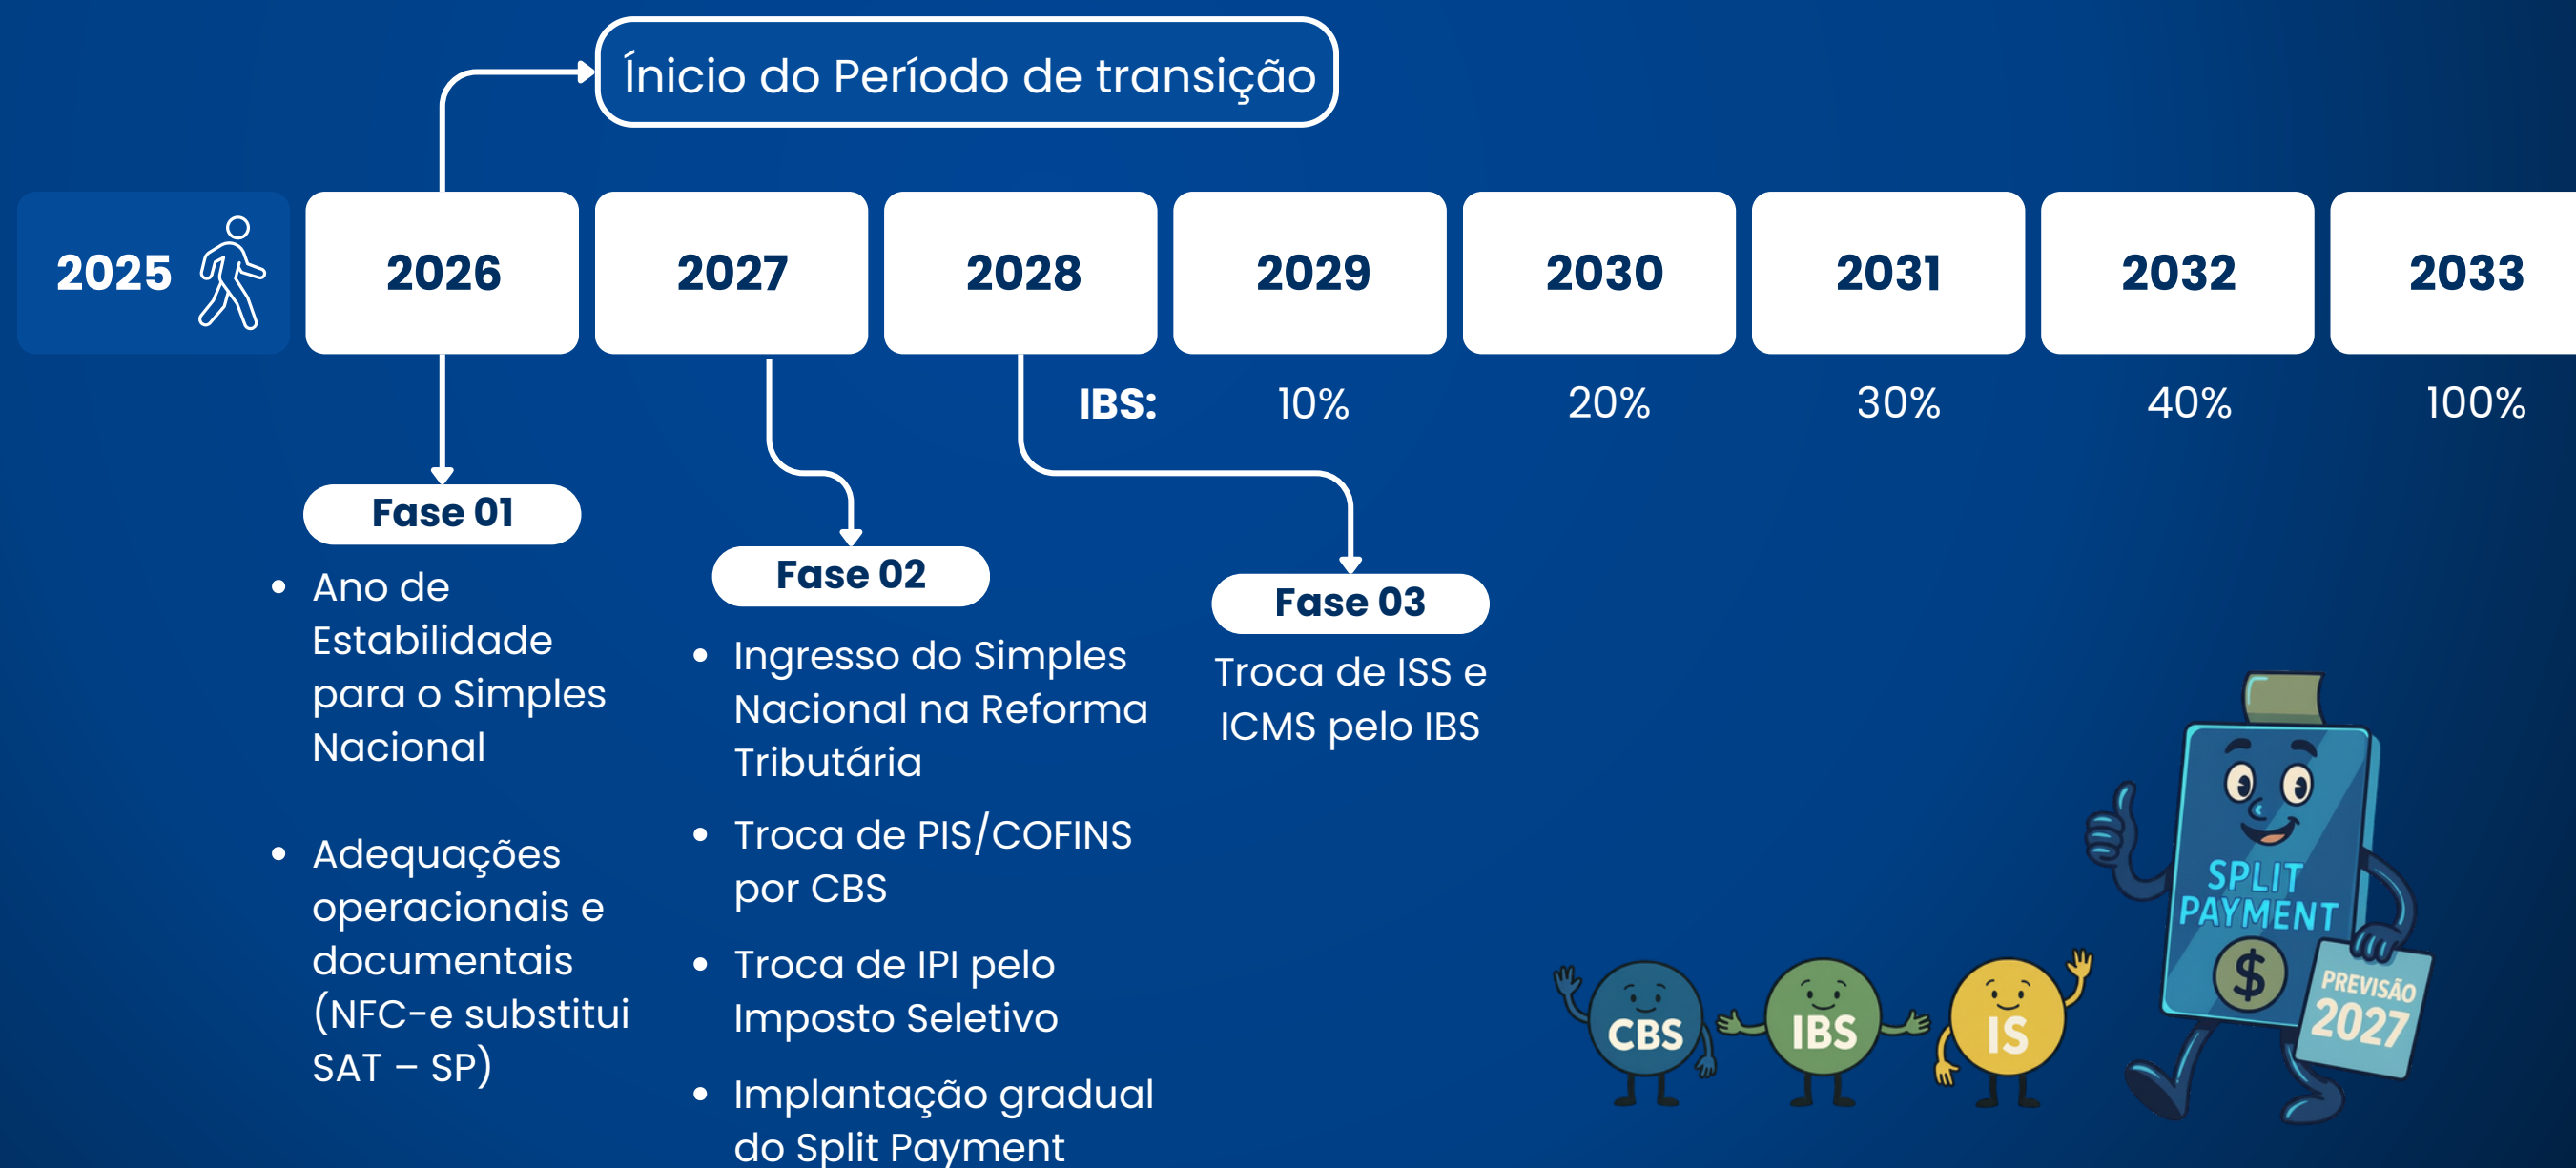 Ínicio do Período de transição
2025
2026
2027
2028
2029
2030
2031
2032
2033
IBS:
10%
20%
30%
40%
100%
Fase 01
Ano de
Estabilidade
para o Simples
Nacional
Adequações
operacionais e
documentais
(NFC-e substitui
SAT – SP)
Fase 02
Ingresso do Simples
Nacional na Reforma
Tributária
Troca de PIS/COFINS
por CBS
Troca de IPI pelo
Imposto Seletivo
Implantação gradual
do Split Payment
Fase 03
Troca de ISS e
ICMS pelo IBS
CBS
IBS
IS
SPLIT
PAYMENT
$
PREVISÃO
2027